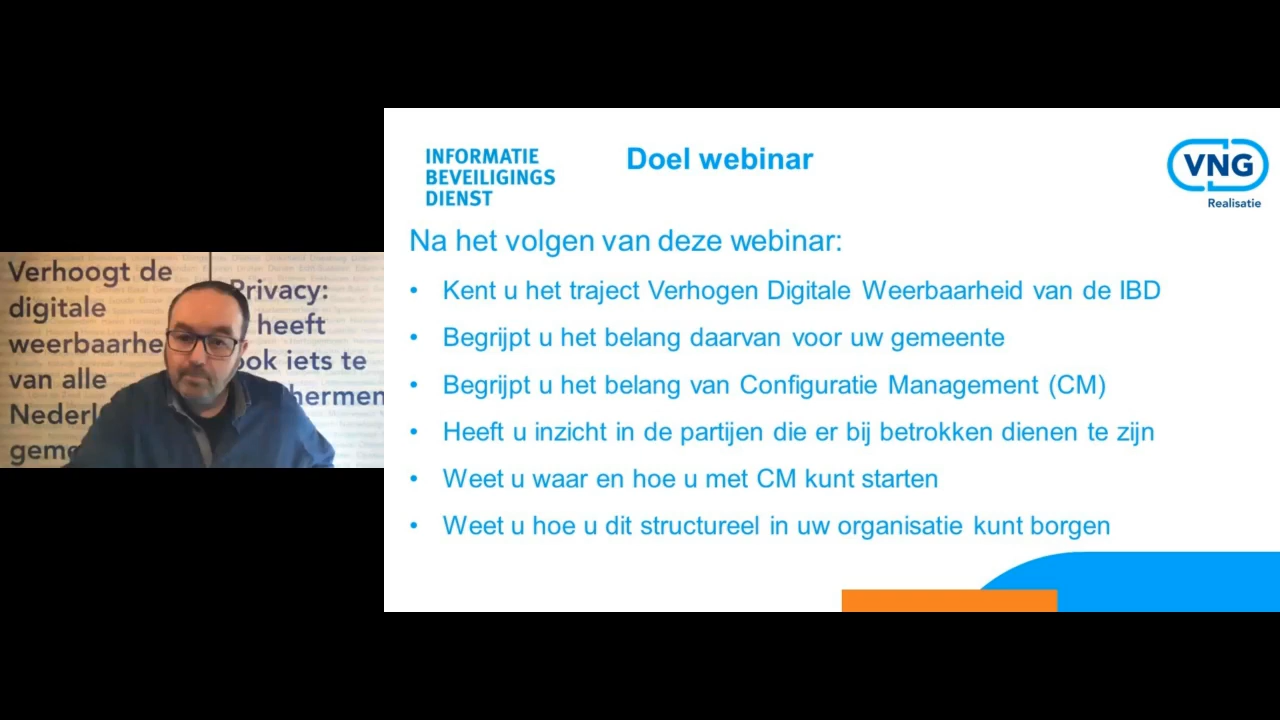 Verhoogt de
digitale
weerbaarhe
van alle
Nederl
geme
Privacy:
heeft
ook iets te
hermen
INFORMATIE
BEVEILIGINGS
DIENST
Doel webinar
VNG
Realisatie
Na het volgen van deze webinar:
• Kent u het traject Verhogen Digitale Weerbaarheid van de IBD
• Begrijpt u het belang daarvan voor uw gemeente
• Begrijpt u het belang van Configuratie Management (CM)
• Heeft u inzicht in de partijen die er bij betrokken dienen te zijn
• Weet u waar en hoe u met CM kunt starten
• Weet u hoe u dit structureel in uw organisatie kunt borgen